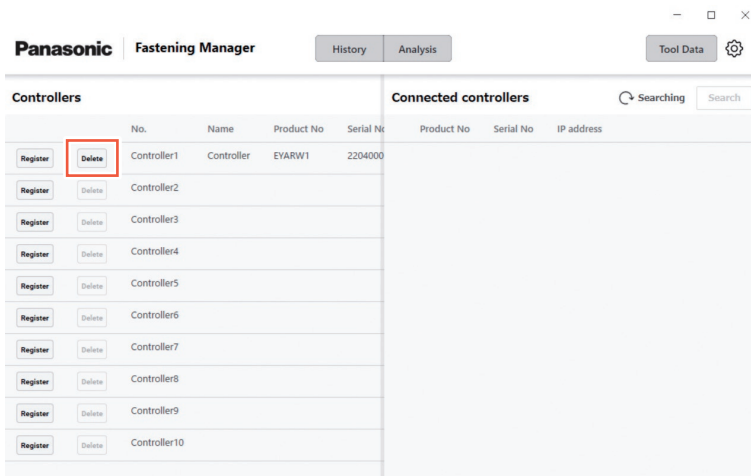 Panasonic Fastening Manager History Analysis Tool Data
Controllers Connected controllers Searching Search
No. Name Product No Serial No Product No Serial No IP address
Register Delete Controller1 Controller EYARW1 2204000
Register Delete Controller2
Register Delete Controller3
Register Delete Controller4
Register Delete Controller5
Register Delete Controller6
Register Delete Controller7
Register Delete Controller8
Register Delete Controller9
Register Delete Controller10